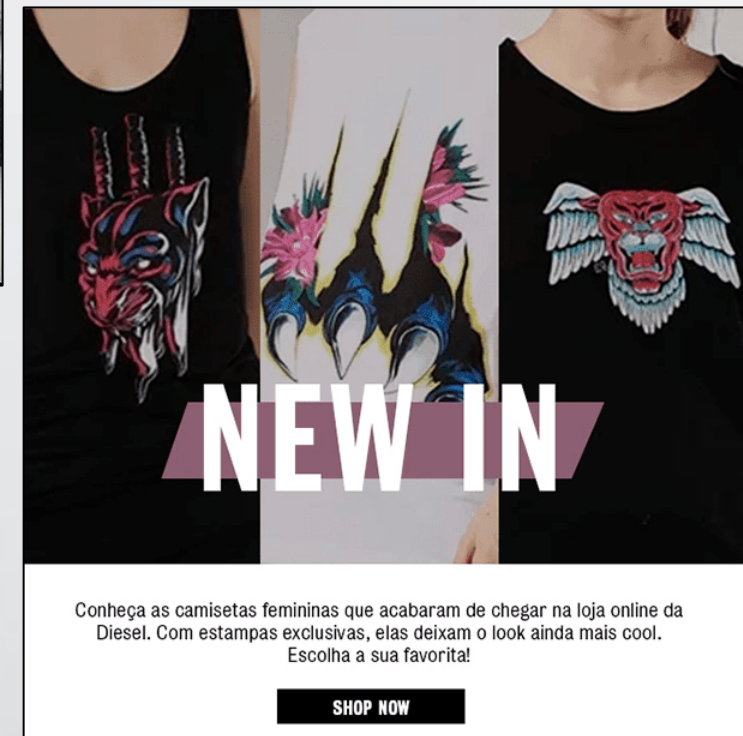 NEW IN
Conheça as camisetas femininas que acabaram de chegar na loja online da
Diesel. Com estampas exclusivas, elas deixam o look ainda mais cool.
Escolha a sua favorita!
SHOP NOW